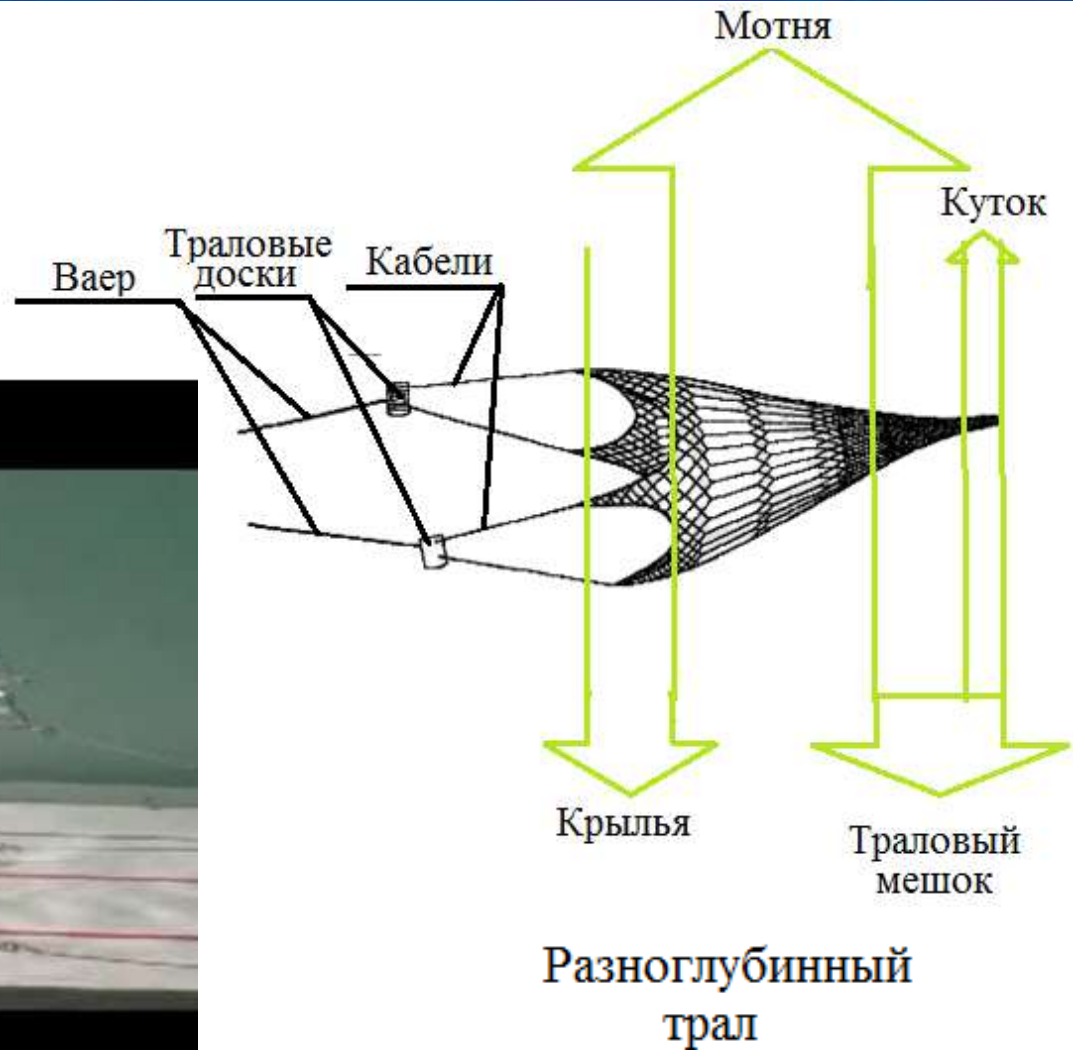 Мотня
Куток
Траловые
доски
Кабели
Ваер
Крылья
Траловый
мешок
Разноглубинный
трал